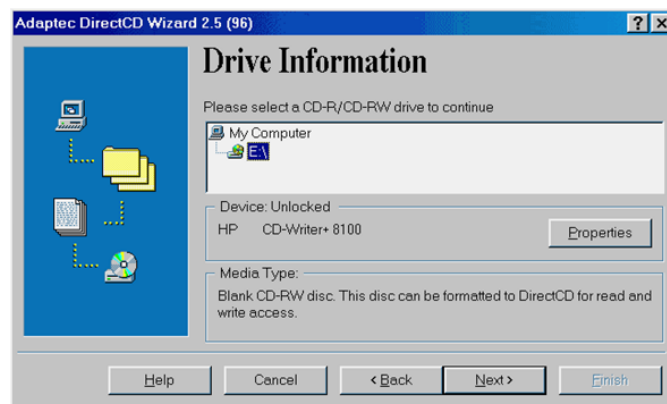 Adaptec DirectCD Wizard 2.5 (96)
Drive Information
Please select a CD-R/CD-RW drive to continue
My Computer
E:\
Device: Unlocked
HP CD-Writer+ 8100
Properties
Media Type:
Blank CD-RW disc. This disc can be formatted to DirectCD for read and
write access.
Help
Cancel
< Back
Next >
Finish